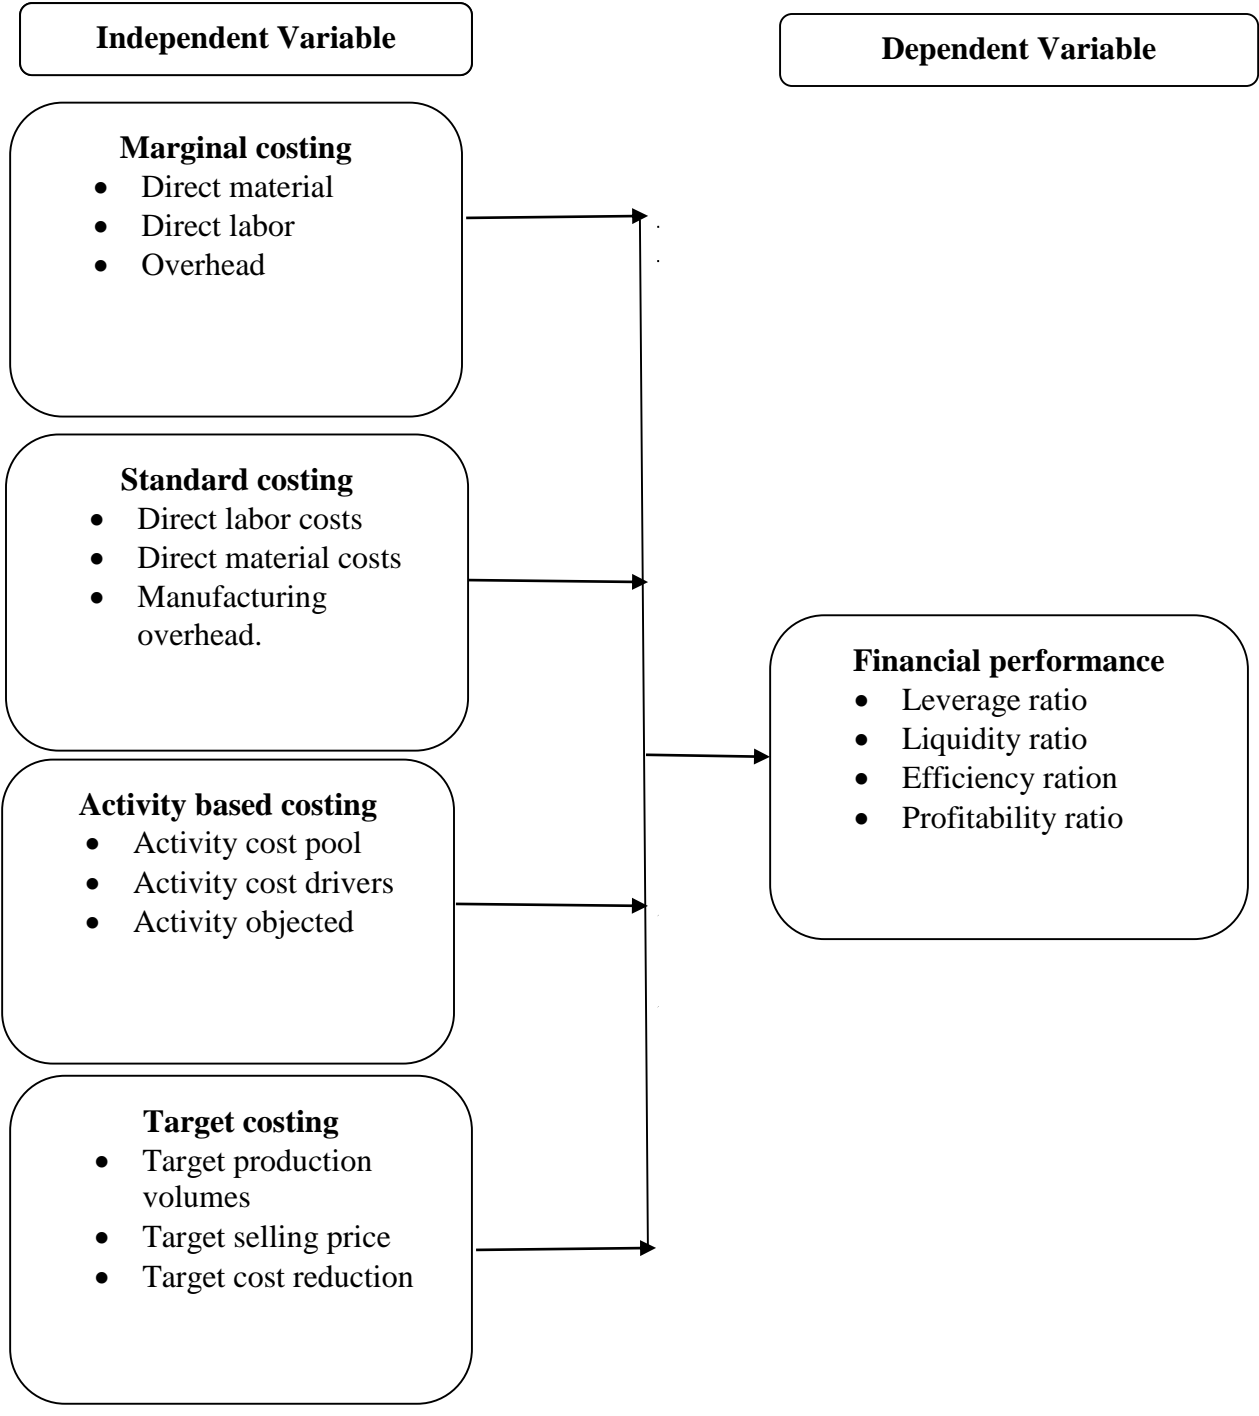 Independent Variable
Dependent Variable
Marginal costing
• Direct material
• Direct labor
• Overhead
Standard costing
• Direct labor costs
• Direct material costs
• Manufacturing
overhead.
Activity based costing
• Activity cost pool
• Activity cost drivers
• Activity objected
Target costing
• Target production
volumes
• Target selling price
• Target cost reduction
Financial performance
• Leverage ratio
• Liquidity ratio
• Efficiency ration
• Profitability ratio